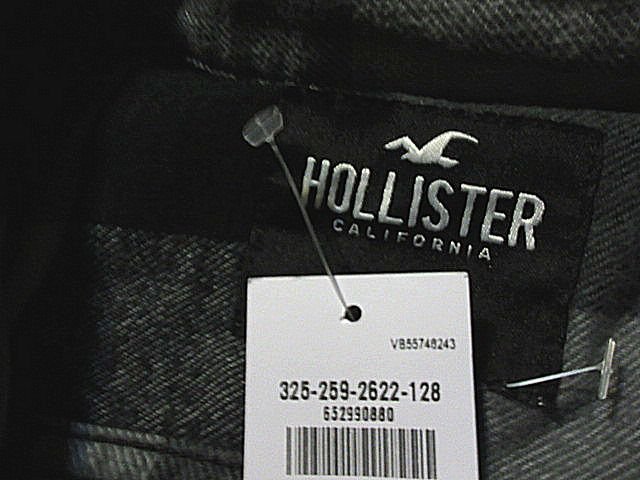 HOLLISTER
CALIFORNIA
VB55748243
325-259-2622-128
652990880